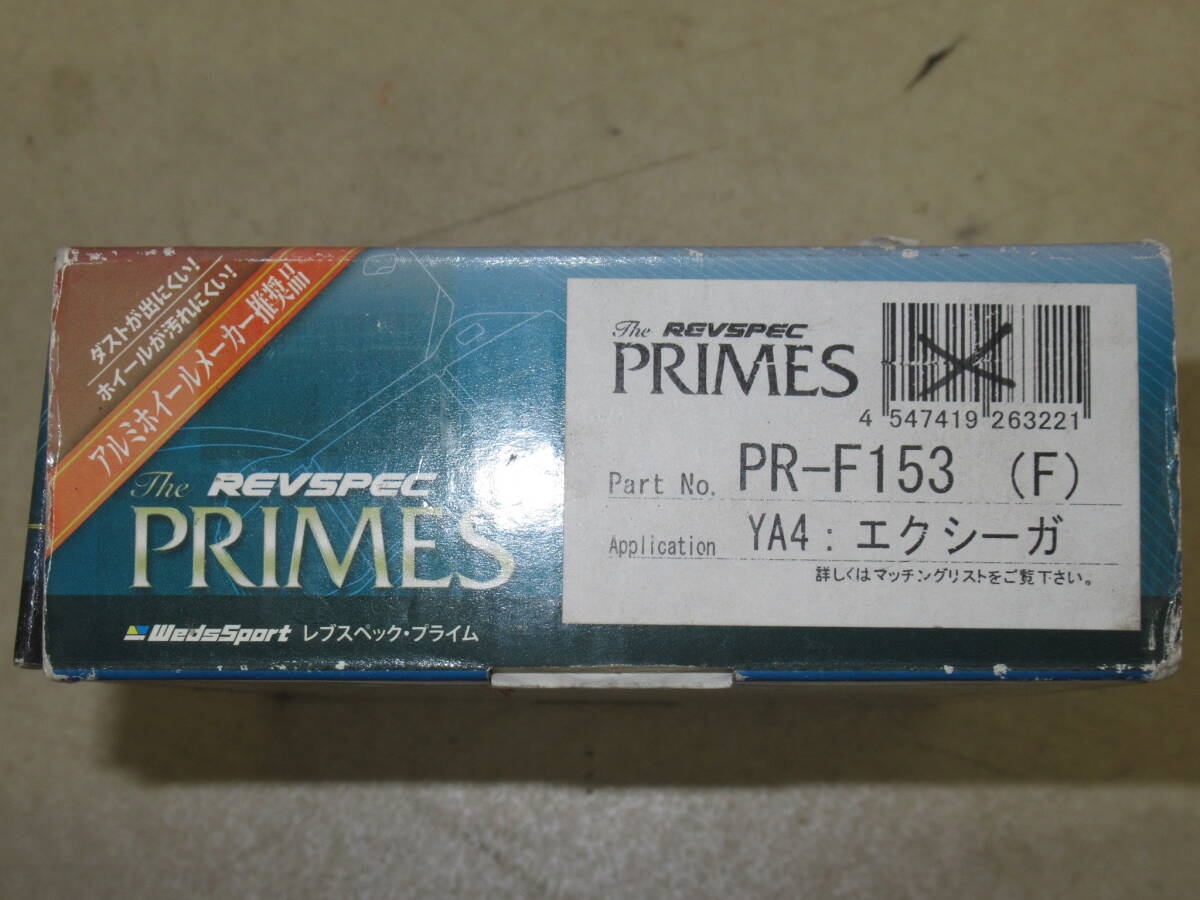 ダストが出にくい!
ホイールが汚れにくい!
アルミホイールメーカー推奨品
The REVSPEC
PRIMES
WedsSport レブスペック・プライム
The REVSPEC
PRIMES
4 547419 263221
Part No. PR-F153 (F)
Application YA4:エクシーガ
詳しくはマッチングリストをご覧下さい。